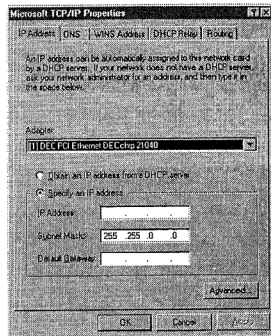 Microsoft TCP/IP Properties
IP Address DNS WINS Address DHCP Relay Routing
An IP address can be automatically assigned to this network card
by a DHCP server. If your network does not have a DHCP server,
ask your network administrator for an address, and then type it in
the space below.
Adapter:
[1] DEC PCI Ethernet DECchip 21040
Obtain an IP address from a DHCP server
Specify an IP address
IP Address:
Subnet Mask: 255 .255 .0 .0
Default Gateway:
Advanced...
OK Cancel Apply